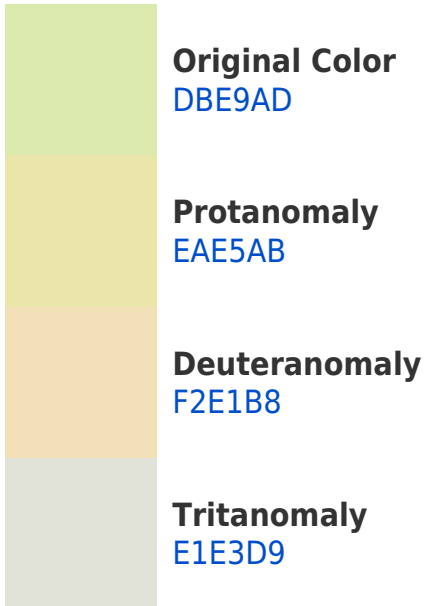 Original Color
DBE9AD
Protanomaly
EAE5AB
Deuteranomaly
F2E1B8
Tritanomaly
E1E3D9